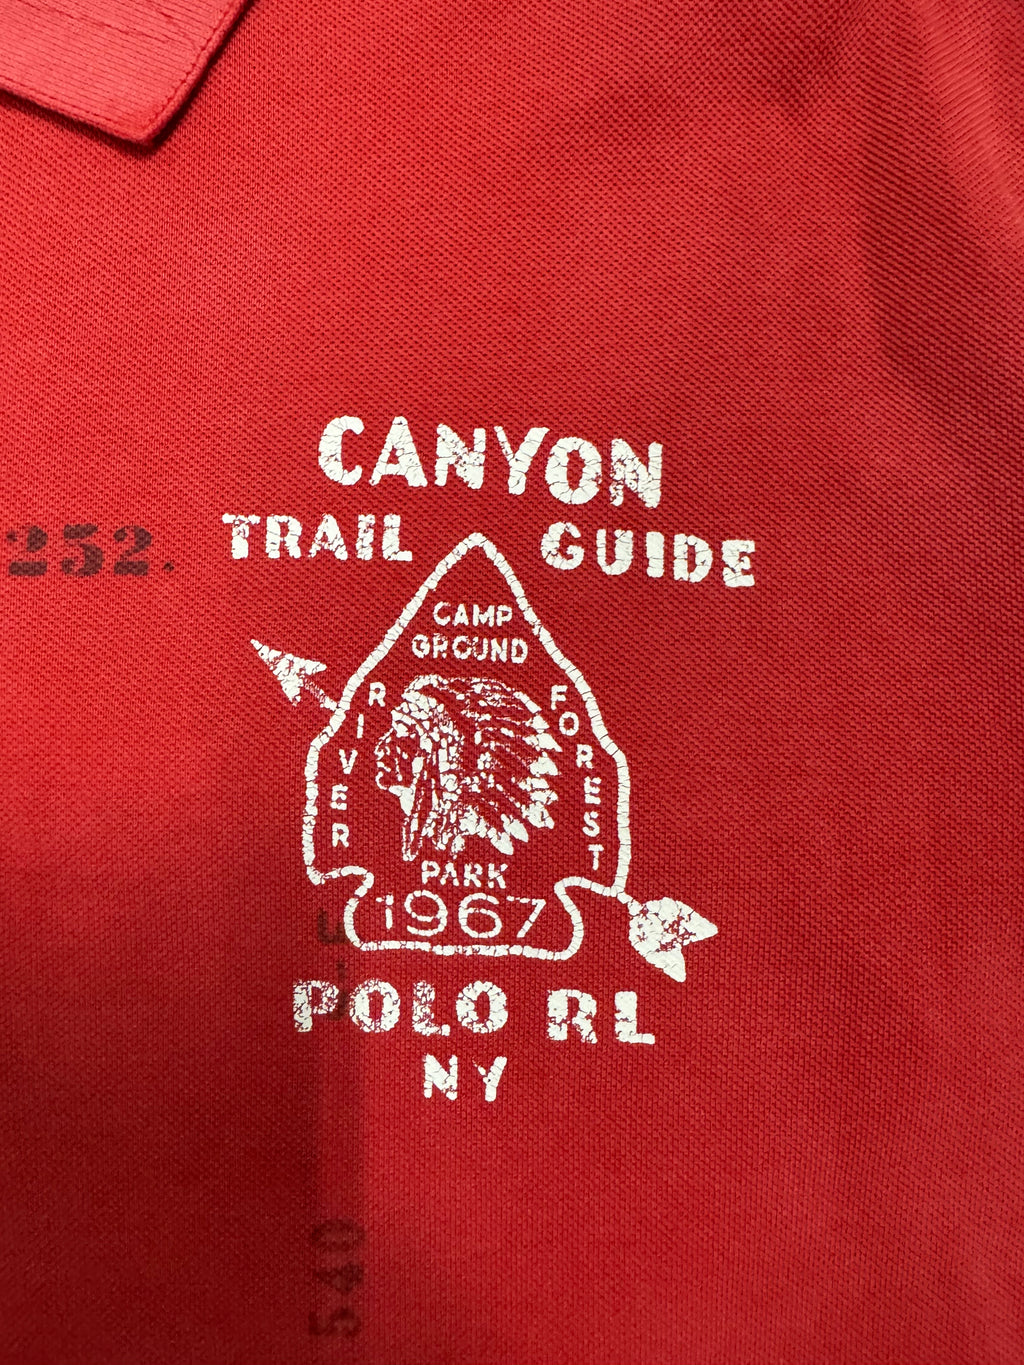 CANYON
TRAIL GUIDE
252.
CAMP
GROUND
RIVER
FOREST
PARK
1967
POLO RL
NY
540